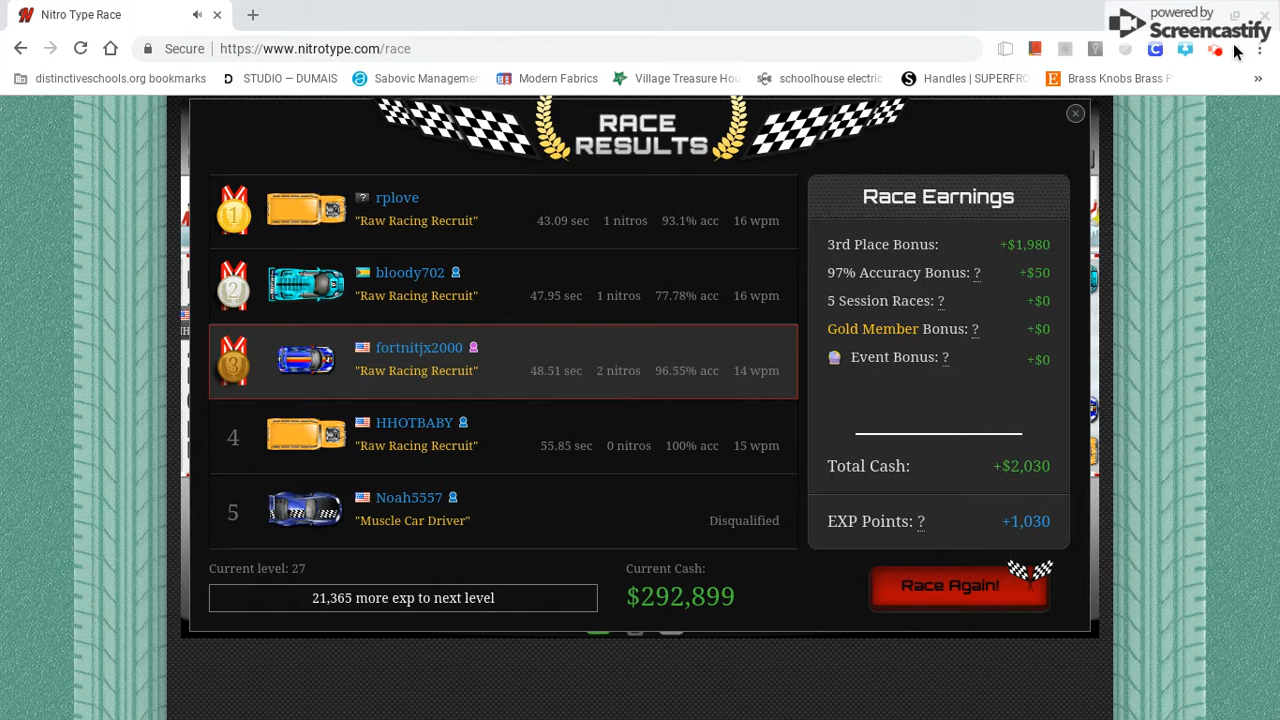 Nitro Type Race
powered by
Screencastify
Secure
https://www.nitrotype.com/race
distinctiveschools.org bookmarks
STUDIO — DUMAIS
Sabovic Managemen
Modern Fabrics
Village Treasure Hou
schoolhouse electric
Handles | SUPERFRO
Brass Knobs Brass P
»
RACE
RESULTS
1 rplove
"Raw Racing Recruit" 43.09 sec 1 nitros 93.1% acc 16 wpm
2 bloody702
"Raw Racing Recruit" 47.95 sec 1 nitros 77.78% acc 16 wpm
3 fortnitjx2000
"Raw Racing Recruit" 48.51 sec 2 nitros 96.55% acc 14 wpm
4 HHOTBABY
"Raw Racing Recruit" 55.85 sec 0 nitros 100% acc 15 wpm
5 Noah5557
"Muscle Car Driver" Disqualified
Race Earnings
3rd Place Bonus: +$1,980
97% Accuracy Bonus: ? +$50
5 Session Races: ? +$0
Gold Member Bonus: ? +$0
Event Bonus: ? +$0
Total Cash: +$2,030
EXP Points: ? +1,030
Current level: 27
21,365 more exp to next level
Current Cash:
$292,899
Race Again!